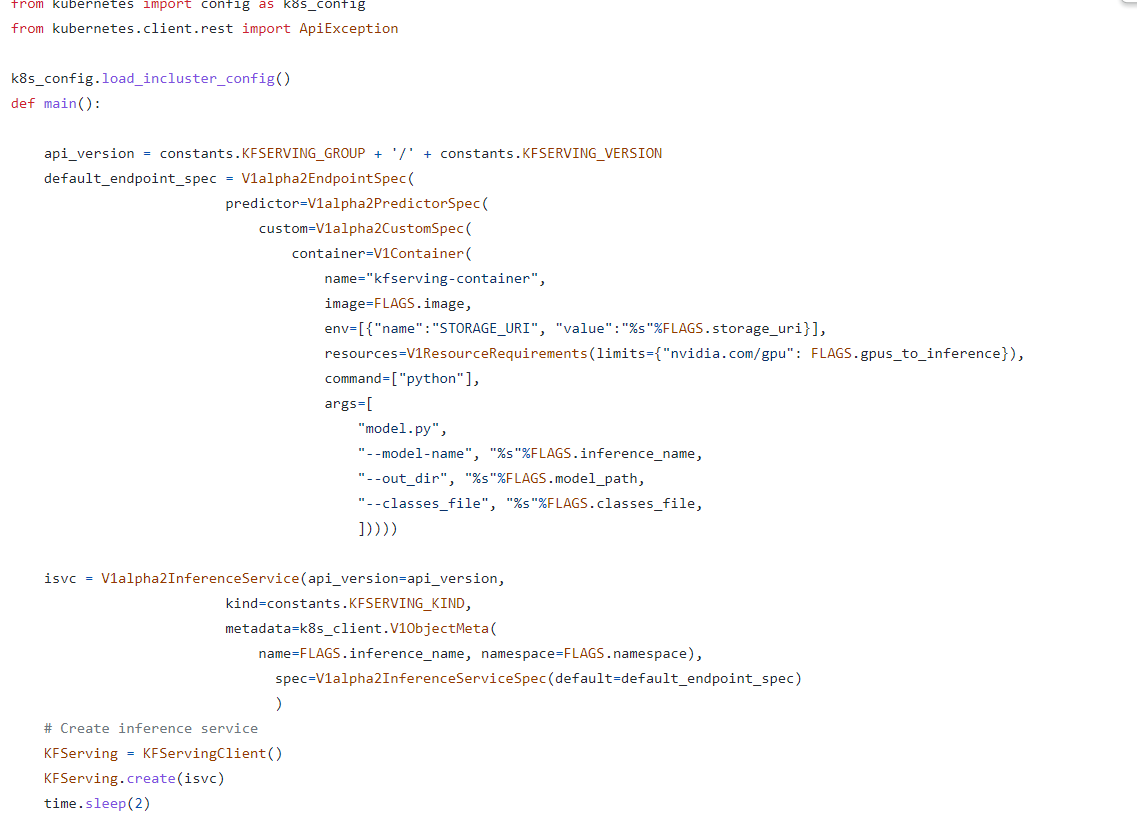 from kubernetes import config as k8s_config
from kubernetes.client.rest import ApiException
k8s_config.load_incluster_config()
def main():
    api_version = constants.KFSERVING_GROUP + '/' + constants.KFSERVING_VERSION
    default_endpoint_spec = V1alpha2EndpointSpec(
                          predictor=V1alpha2PredictorSpec(
                              custom=V1alpha2CustomSpec(
                                  container=V1Container(
                                      name="kfserving-container",
                                      image=FLAGS.image,
                                      env=[{"name":"STORAGE_URI", "value":"%s"%FLAGS.storage_uri}],
                                      resources=V1ResourceRequirements(limits={"nvidia.com/gpu": FLAGS.gpus_to_inference}),
                                      command=["python"],
                                      args=[
                                          "model.py",
                                          "--model-name", "%s"%FLAGS.inference_name,
                                          "--out_dir", "%s"%FLAGS.model_path,
                                          "--classes_file", "%s"%FLAGS.classes_file,
                                          ]))))
    isvc = V1alpha2InferenceService(api_version=api_version,
                          kind=constants.KFSERVING_KIND,
                          metadata=k8s_client.V1ObjectMeta(
                              name=FLAGS.inference_name, namespace=FLAGS.namespace),
                                spec=V1alpha2InferenceServiceSpec(default=default_endpoint_spec)
                                )
    # Create inference service
    KFServing = KFServingClient()
    KFServing.create(isvc)
    time.sleep(2)